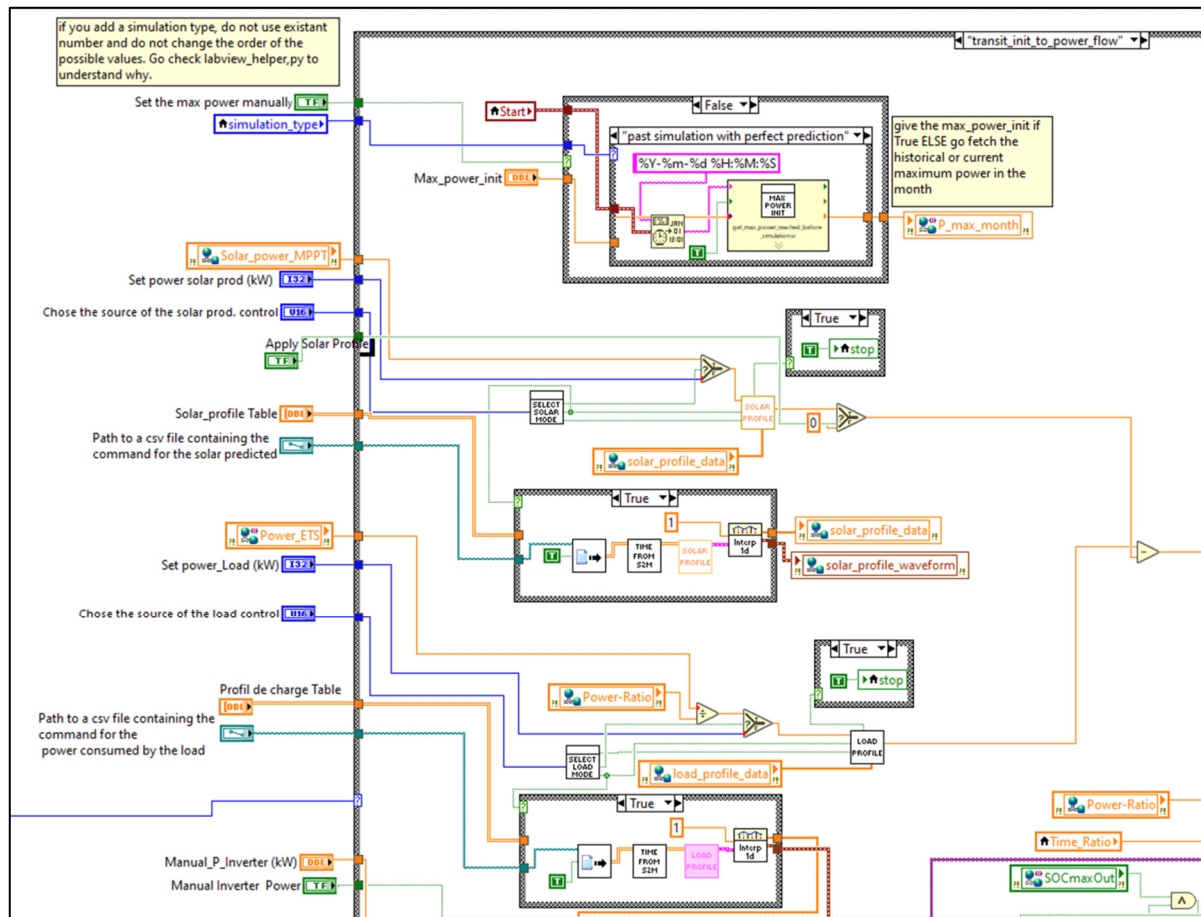 if you add a simulation type, do not use existant
number and do not change the order of the
possible values. Go check labview_helper,py to
understand why.
"transit_init_to_power_flow"
Set the max power manually
TF
simulation_type
Start
False
"past simulation with perfect prediction"
%Y-%m-%d %H:%M:%S
Max_power_init
DBL
JAN
01
12:01
MAX
POWER
INIT
get_max_power_reached_before
_simulation.vi
T
give the max_power_init if
True ELSE go fetch the
historical or current
maximum power in the
month
P_max_month
Solar_power_MPPT
Set power solar prod (kW)
I32
Chose the source of the solar prod. control
U16
Apply Solar Profile
TF
True
T
stop
SELECT
SOLAR
MODE
SOLAR
PROFILE
0
Solar_profile Table
DBL
Path to a csv file containing the
command for the solar predicted
solar_profile_data
True
1
T
TIME
FROM
S2M
SOLAR
PROFILE
Interp
1d
solar_profile_data
solar_profile_waveform
Power_ETS
Set power_Load (kW)
I32
Chose the source of the load control
U16
True
T
stop
Profil de charge Table
DBL
Power-Ratio
Path to a csv file containing the
command for the
power consumed by the load
SELECT
LOAD
MODE
LOAD
PROFILE
load_profile_data
True
1
T
TIME
FROM
S2M
LOAD
PROFILE
Interp
1d
Power-Ratio
Time_Ratio
Manual_P_Inverter (kW)
DBL
Manual Inverter Power
TF
SOCmaxOut